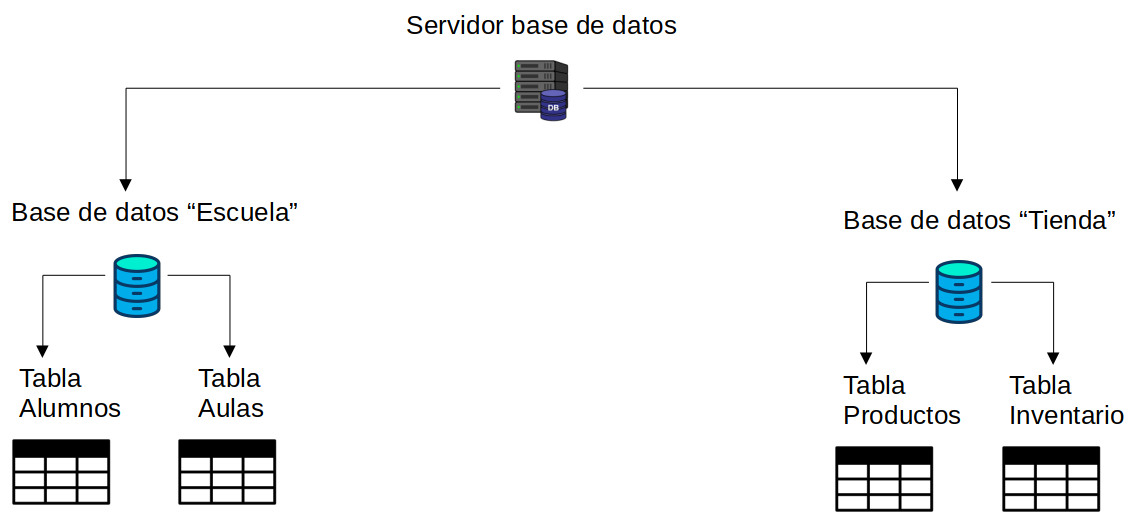 Servidor base de datos
DB
Base de datos “Escuela”
Base de datos “Tienda”
Tabla
Alumnos
Tabla
Aulas
Tabla
Productos
Tabla
Inventario